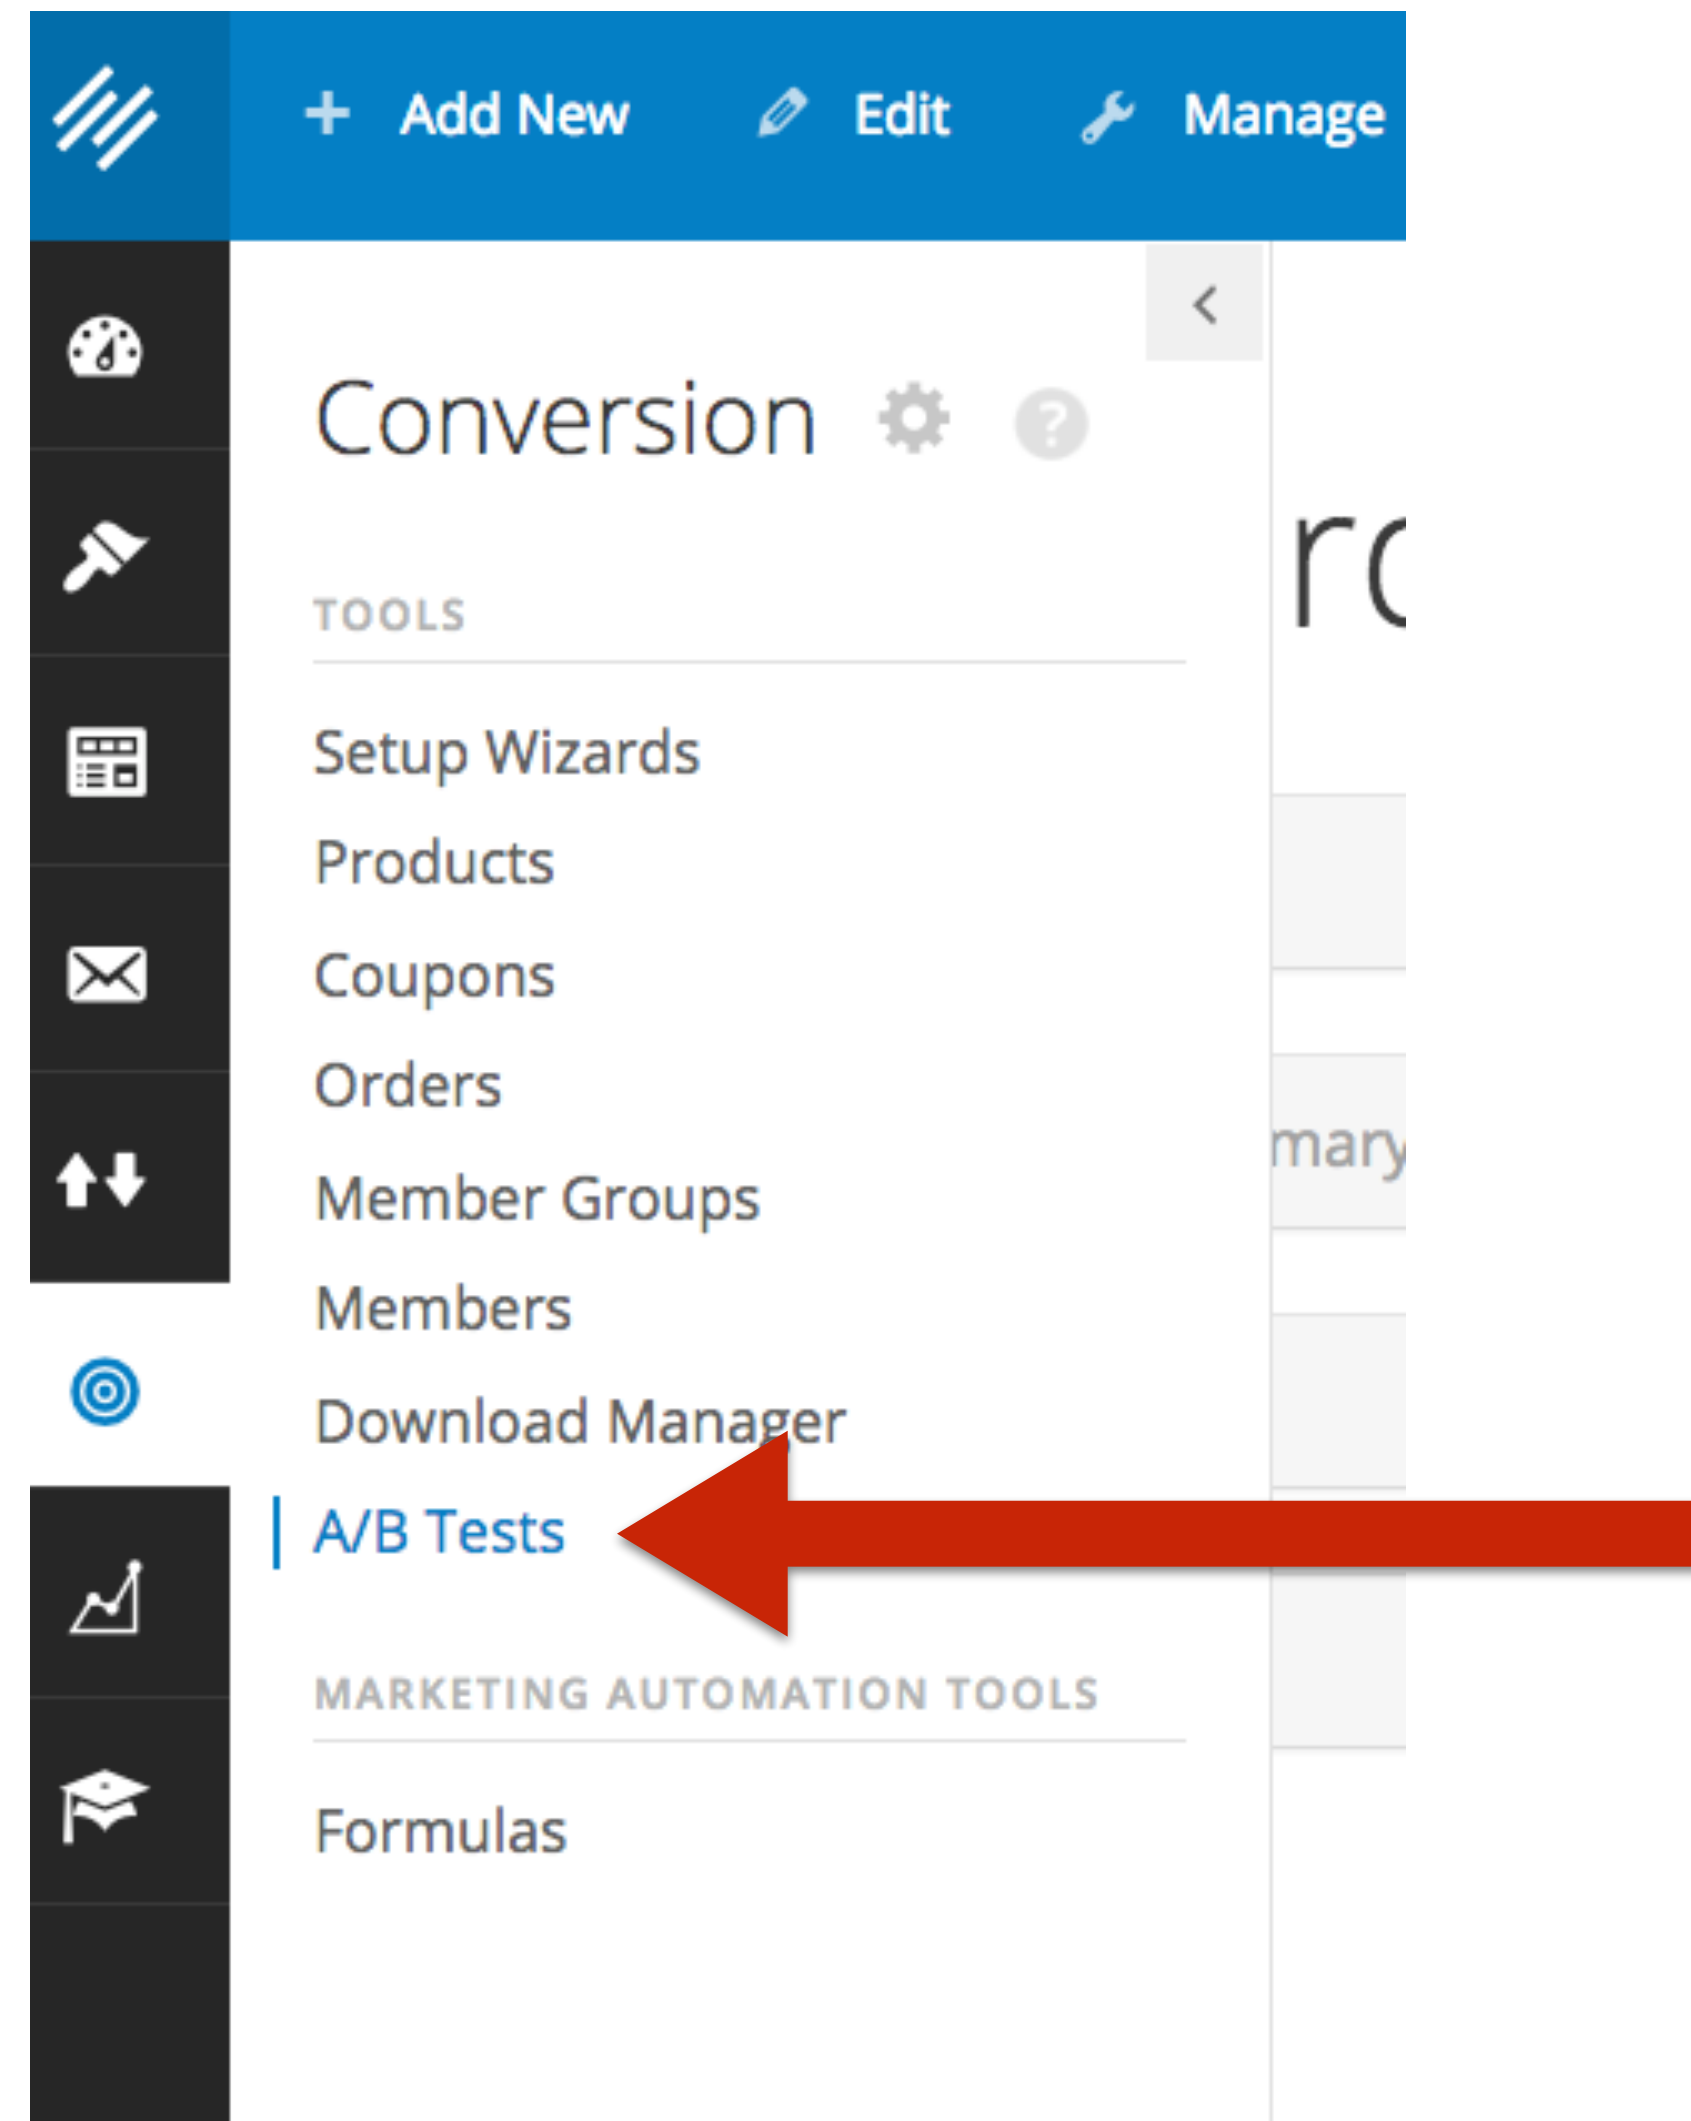 Add New Edit Manage
Conversion
TOOLS
Setup Wizards
Products
Coupons
Orders
Member Groups
Members
Download Manager
A/B Tests
MARKETING AUTOMATION TOOLS
Formulas